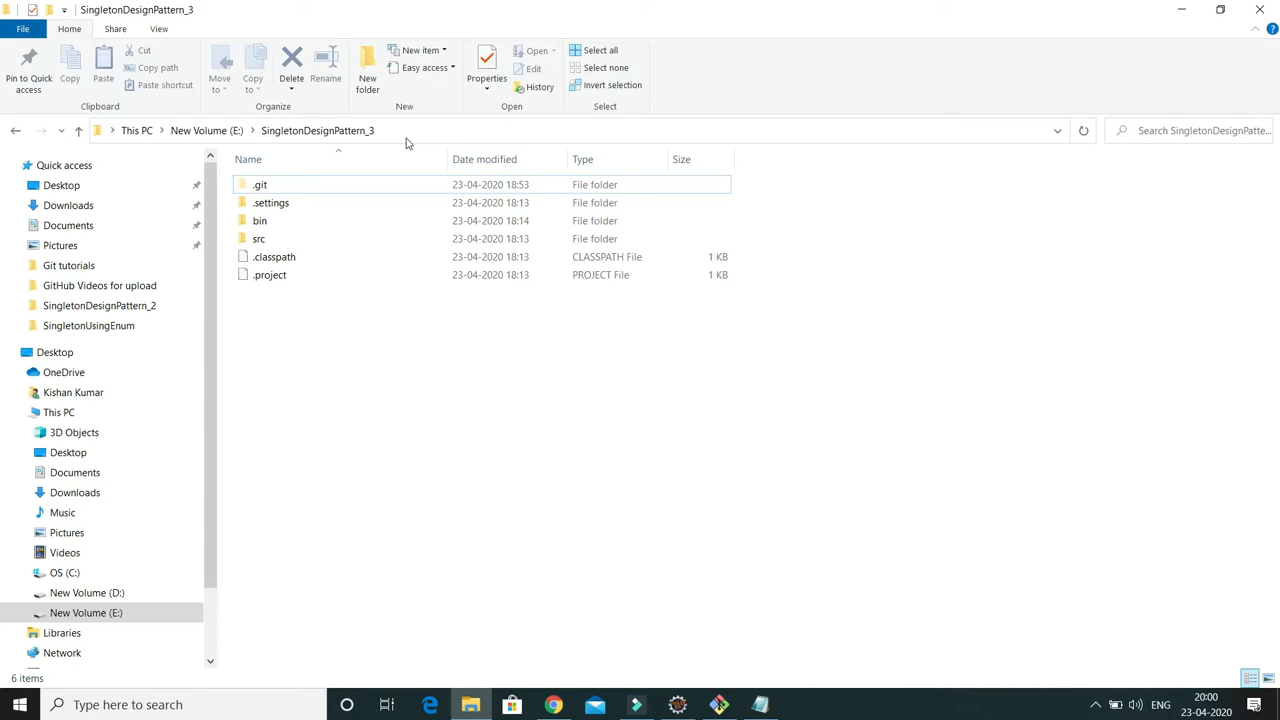 SingletonDesignPattern_3
File Home Share View
Pin to Quick access
Copy
Paste
Cut
Copy path
Paste shortcut
Clipboard
Move to
Copy to
Delete
Rename
Organize
New folder
New item
Easy access
New
Properties
Open
Edit
History
Open
Select all
Select none
Invert selection
Select
This PC New Volume (E:) SingletonDesignPattern_3
Search SingletonDesignPatte...
Quick access
Desktop
Downloads
Documents
Pictures
Git tutorials
GitHub Videos for upload
SingletonDesignPattern_2
SingletonUsingEnum
Desktop
OneDrive
Kishan Kumar
This PC
3D Objects
Desktop
Documents
Downloads
Music
Pictures
Videos
OS (C:)
New Volume (D:)
New Volume (E:)
Libraries
Network
Name Date modified Type Size
.git 23-04-2020 18:53 File folder
.settings 23-04-2020 18:13 File folder
bin 23-04-2020 18:14 File folder
src 23-04-2020 18:13 File folder
.classpath 23-04-2020 18:13 CLASSPATH File 1 KB
.project 23-04-2020 18:13 PROJECT File 1 KB
6 items
Type here to search
ENG
20:00
23-04-2020